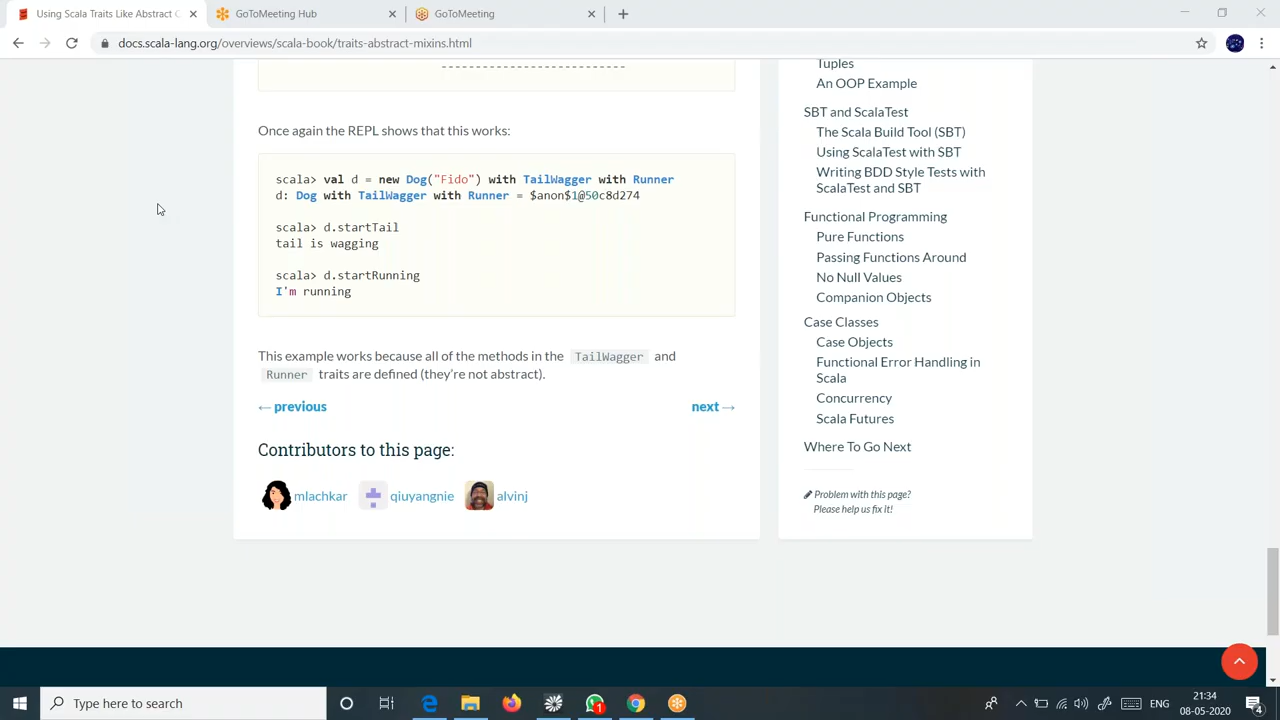 Using Scala Traits Like Abstract C
GoToMeeting Hub
GoToMeeting
docs.scala-lang.org/overviews/scala-book/traits-abstract-mixins.html
---------------------------
Once again the REPL shows that this works:
scala> val d = new Dog("Fido") with TailWagger with Runner
d: Dog with TailWagger with Runner = $anon$1@50c8d274
scala> d.startTail
tail is wagging
scala> d.startRunning
I'm running
This example works because all of the methods in the TailWagger and
Runner traits are defined (they're not abstract).
← previous
next →
Contributors to this page:
mlachkar
qiuyangnie
alvinj
Tuples
An OOP Example
SBT and ScalaTest
The Scala Build Tool (SBT)
Using ScalaTest with SBT
Writing BDD Style Tests with
ScalaTest and SBT
Functional Programming
Pure Functions
Passing Functions Around
No Null Values
Companion Objects
Case Classes
Case Objects
Functional Error Handling in
Scala
Concurrency
Scala Futures
Where To Go Next
Problem with this page?
Please help us fix it!
Type here to search
1
ENG
21:34
08-05-2020
4